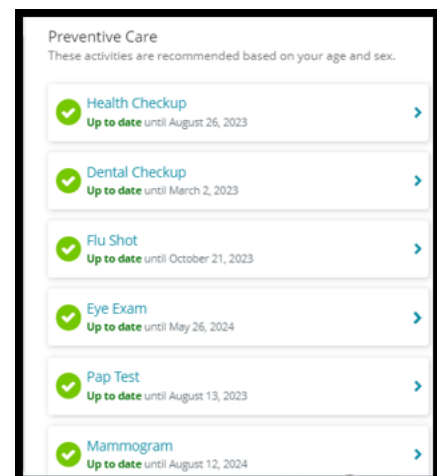 Preventive Care
These activities are recommended based on your age and sex.
Health Checkup
Up to date until August 26, 2023
Dental Checkup
Up to date until March 2, 2023
Flu Shot
Up to date until October 21, 2023
Eye Exam
Up to date until May 26, 2024
Pap Test
Up to date until August 13, 2023
Mammogram
Up to date until August 12, 2024